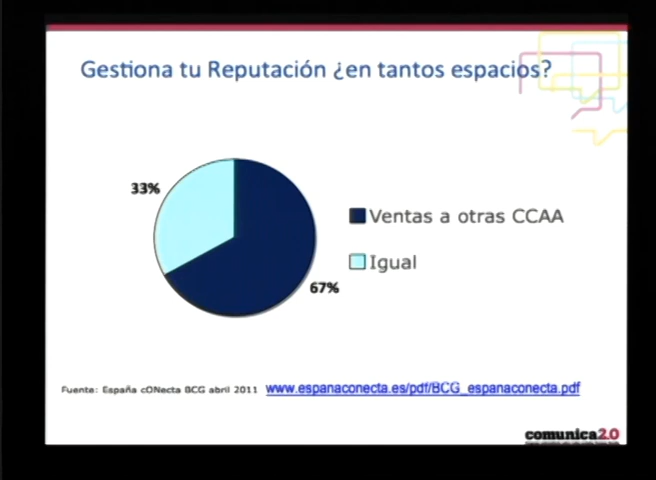 Gestiona tu Reputación ¿en tantos espacios?
33%
Ventas a otras CCAA
Igual
67%
Fuente: España cONecta BCG abril 2011 www.espanaconecta.es/pdf/BCG_espanaconecta.pdf
comunica2.0